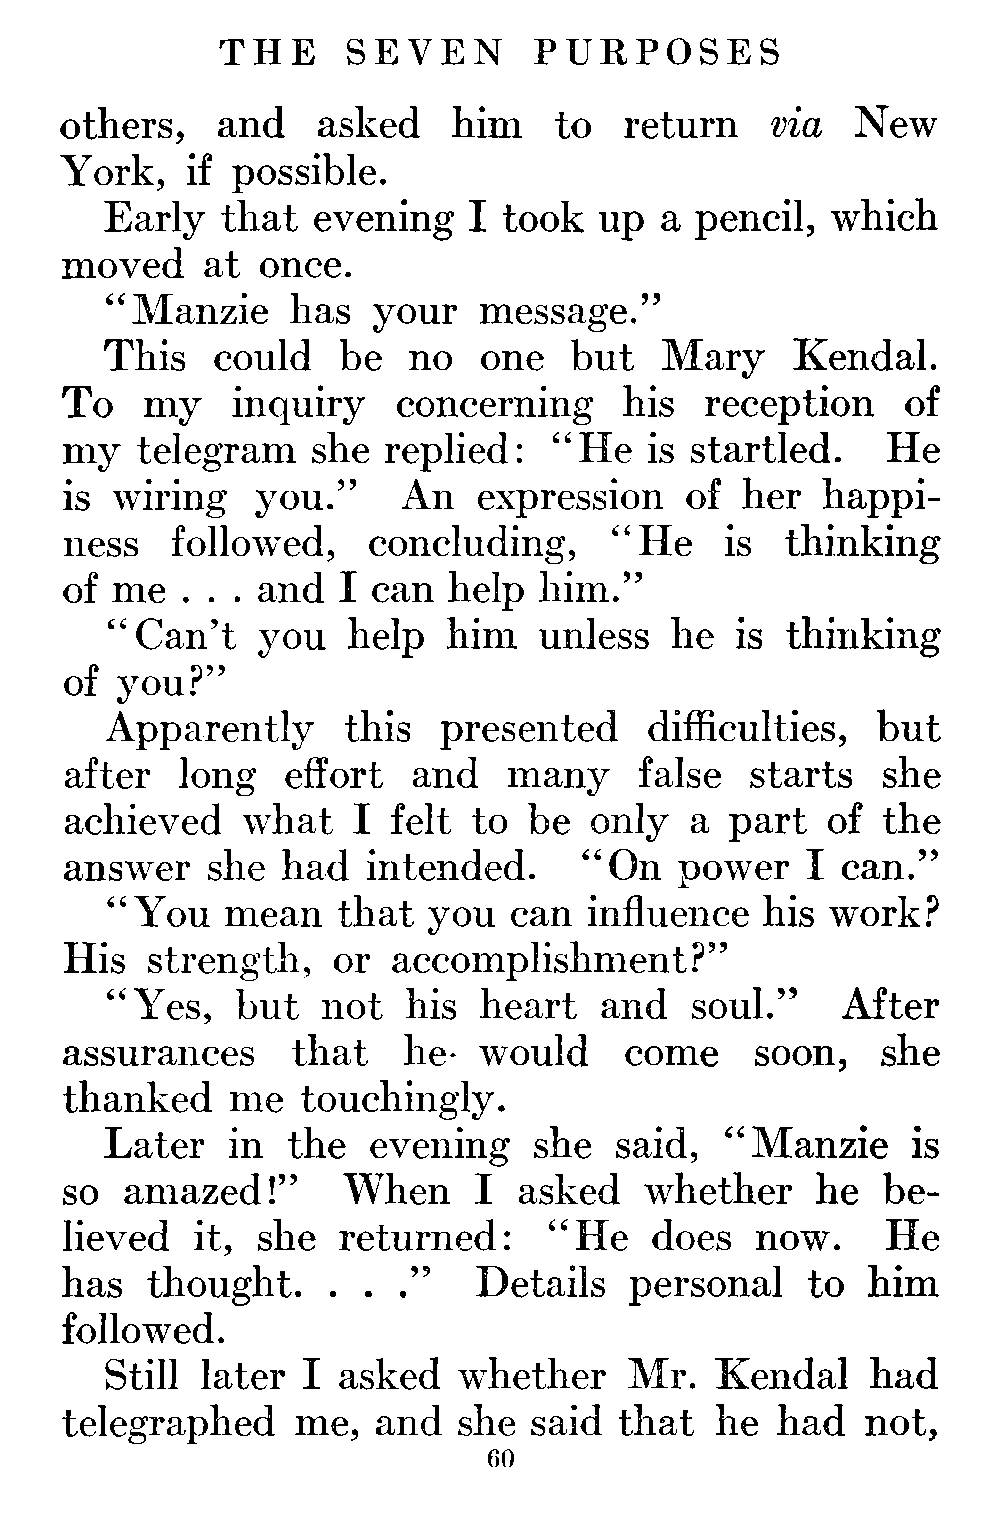 THE SEVEN PURPOSES
others, and asked him to return via New
York, if possible.
Early that evening I took up a pencil, which
moved at once.
“Manzie has your message.”
This could be no one but Mary Kendal.
To my inquiry concerning his reception of
my telegram she replied: “He is startled. He
is wiring you.” An expression of her happi-
ness followed, concluding, “He is thinking
of me . . . and I can help him.”
“Can’t you help him unless he is thinking
of you?”
Apparently this presented difficulties, but
after long effort and many false starts she
achieved what I felt to be only a part of the
answer she had intended. “On power I can.”
“You mean that you can influence his work?
His strength, or accomplishment?”
“Yes, but not his heart and soul.” After
assurances that he would come soon, she
thanked me touchingly.
Later in the evening she said, “Manzie is
so amazed!” When I asked whether he be-
lieved it, she returned: “He does now. He
has thought. . . .” Details personal to him
followed.
Still later I asked whether Mr. Kendal had
telegraphed me, and she said that he had not,
60